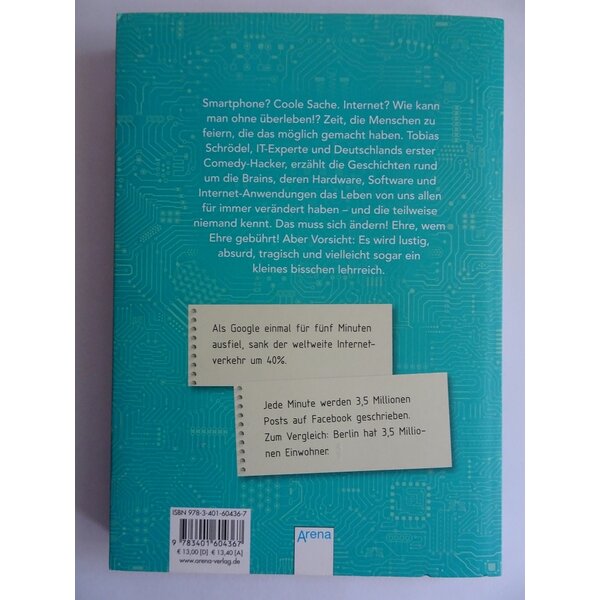 Smartphone? Coole Sache. Internet? Wie kann
man ohne überleben!? Zeit, die Menschen zu
feiern, die das möglich gemacht haben. Tobias
Schrödel, IT-Experte und Deutschlands erster
Comedy-Hacker, erzählt die Geschichten rund
um die Brains, deren Hardware, Software und
Internet-Anwendungen das Leben von uns allen
für immer verändert haben – und die teilweise
niemand kennt. Das muss sich ändern! Ehre, wem
Ehre gebührt! Aber Vorsicht: Es wird lustig,
absurd, tragisch und vielleicht sogar ein
kleines bisschen lehrreich.
Als Google einmal für fünf Minuten
ausfiel, sank der weltweite Internet-
verkehr um 40%.
Jede Minute werden 3,5 Millionen
Posts auf Facebook geschrieben.
Zum Vergleich: Berlin hat 3,5 Millio-
nen Einwohner.
ISBN 978-3-401-60436-7
9 783401 604367
€ 13,00 [D] € 13,40 [A]
www.arena-verlag.de
Arena